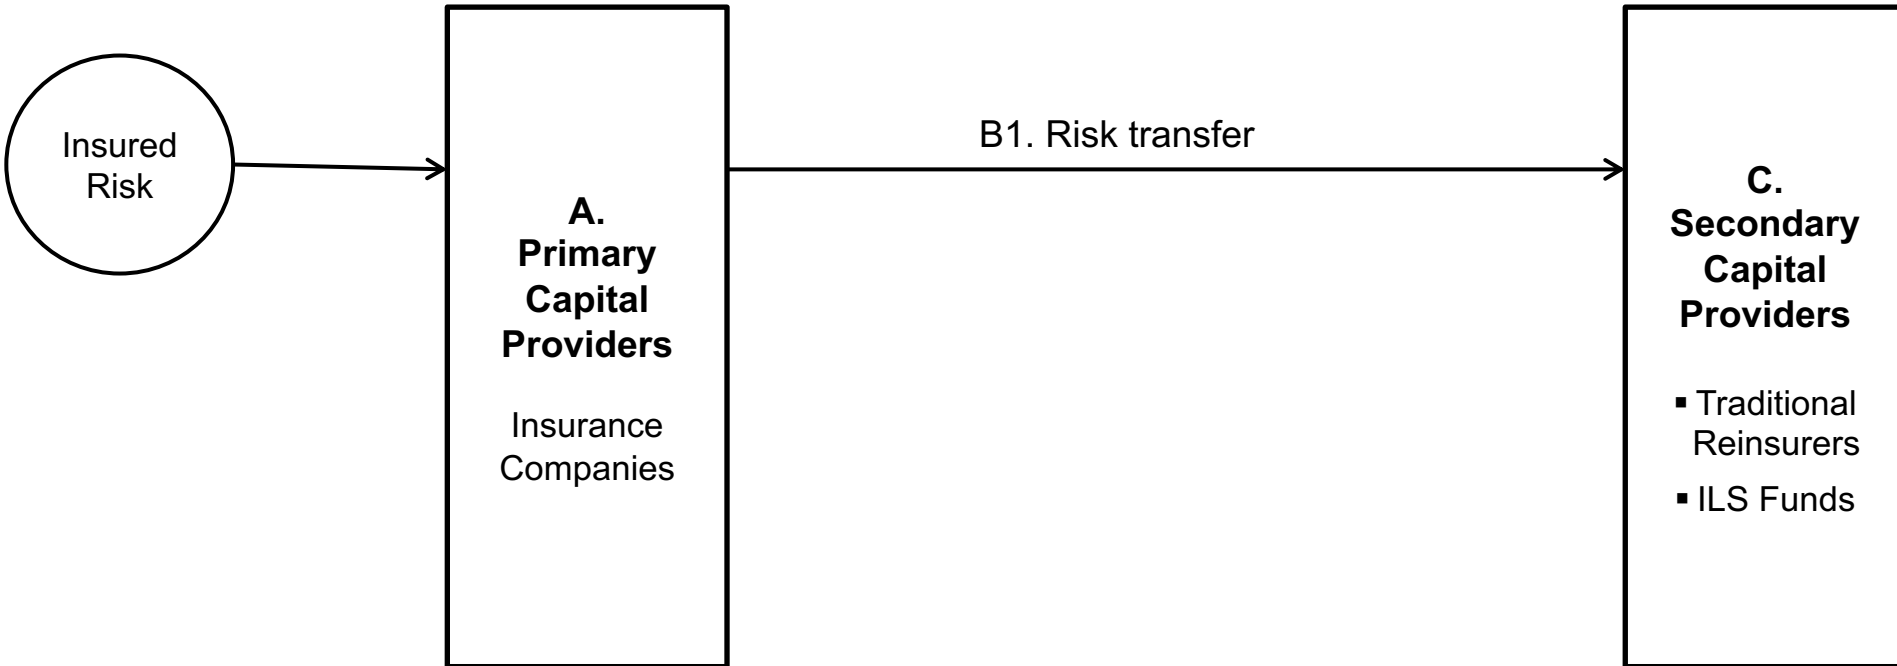 Insured
Risk
A.
Primary
Capital
Providers
Insurance
Companies
B1. Risk transfer
C.
Secondary
Capital
Providers
▪ Traditional
Reinsurers
▪ ILS Funds